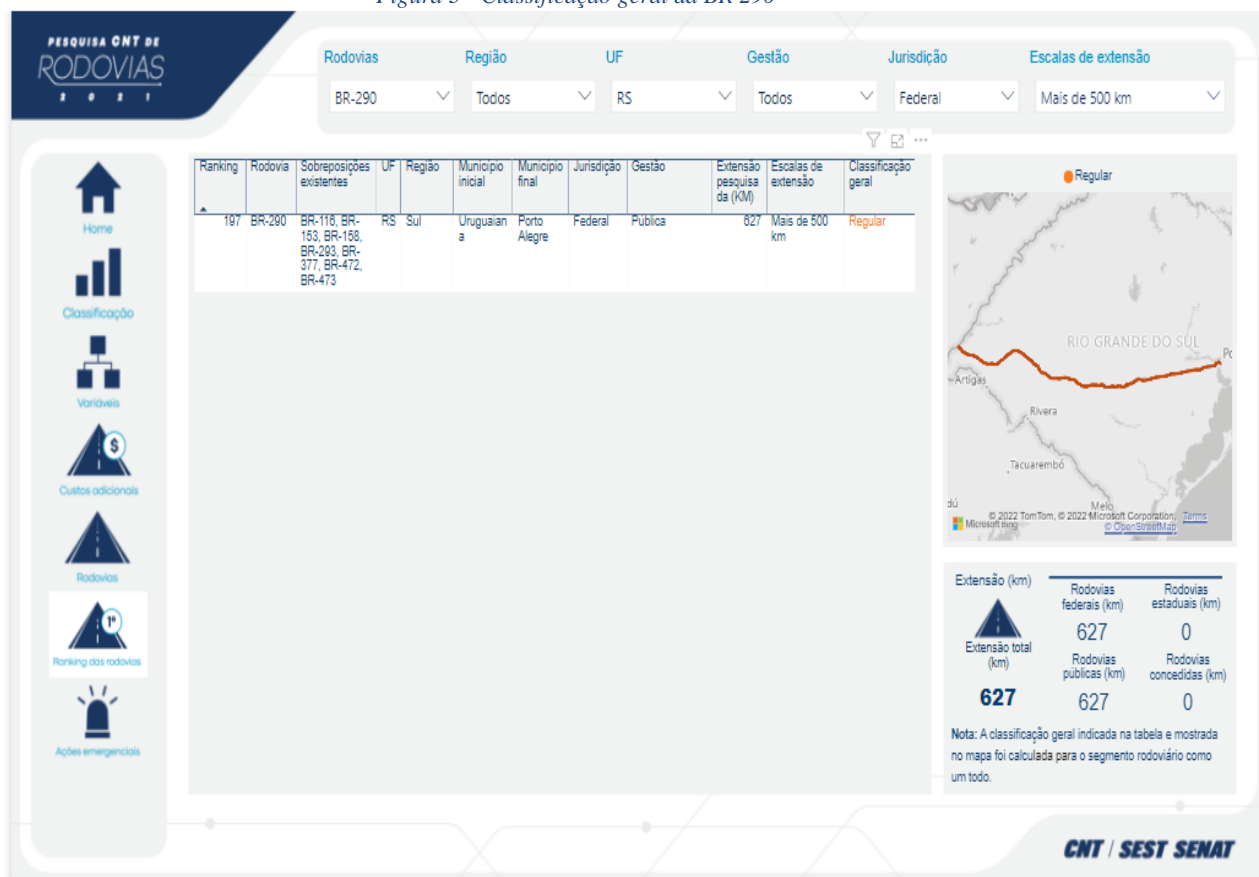 Figura 3 - Classificação geral da BR-290
PESQUISA CNT DE
RODOVIAS
2 0 2 1
Rodovias
Região
UF
Gestão
Jurisdição
Escalas de extensão
BR-290
Todos
RS
Todos
Federal
Mais de 500 km
Home
Classificação
Variáveis
Custos adicionais
Rodovias
1º
Ranking das rodovias
Ações emergenciais
Ranking
Rodovia
Sobreposições
existentes
UF
Região
Município
inicial
Município
final
Jurisdição
Gestão
Extensão
pesquisa
da (KM)
Escalas de
extensão
Classificação
geral
197
BR-290
BR-116, BR-
153, BR-158,
BR-293, BR-
377, BR-472,
BR-473
RS
Sul
Uruguaian
a
Porto
Alegre
Federal
Pública
627
Mais de 500
km
Regular
Regular
RIO GRANDE DO SUL
Po
Artigas
Rivera
Tacuarembó
dú
Melo
© 2022 TomTom, © 2022 Microsoft Corporation, Terms
Microsoft Bing
© OpenStreetMap
Extensão (km)
Extensão total
(km)
627
Rodovias
federais (km)
627
Rodovias
estaduais (km)
0
Rodovias
públicas (km)
627
Rodovias
concedidas (km)
0
Nota: A classificação geral indicada na tabela e mostrada
no mapa foi calculada para o segmento rodoviário como
um todo.
CNT | SEST SENAT